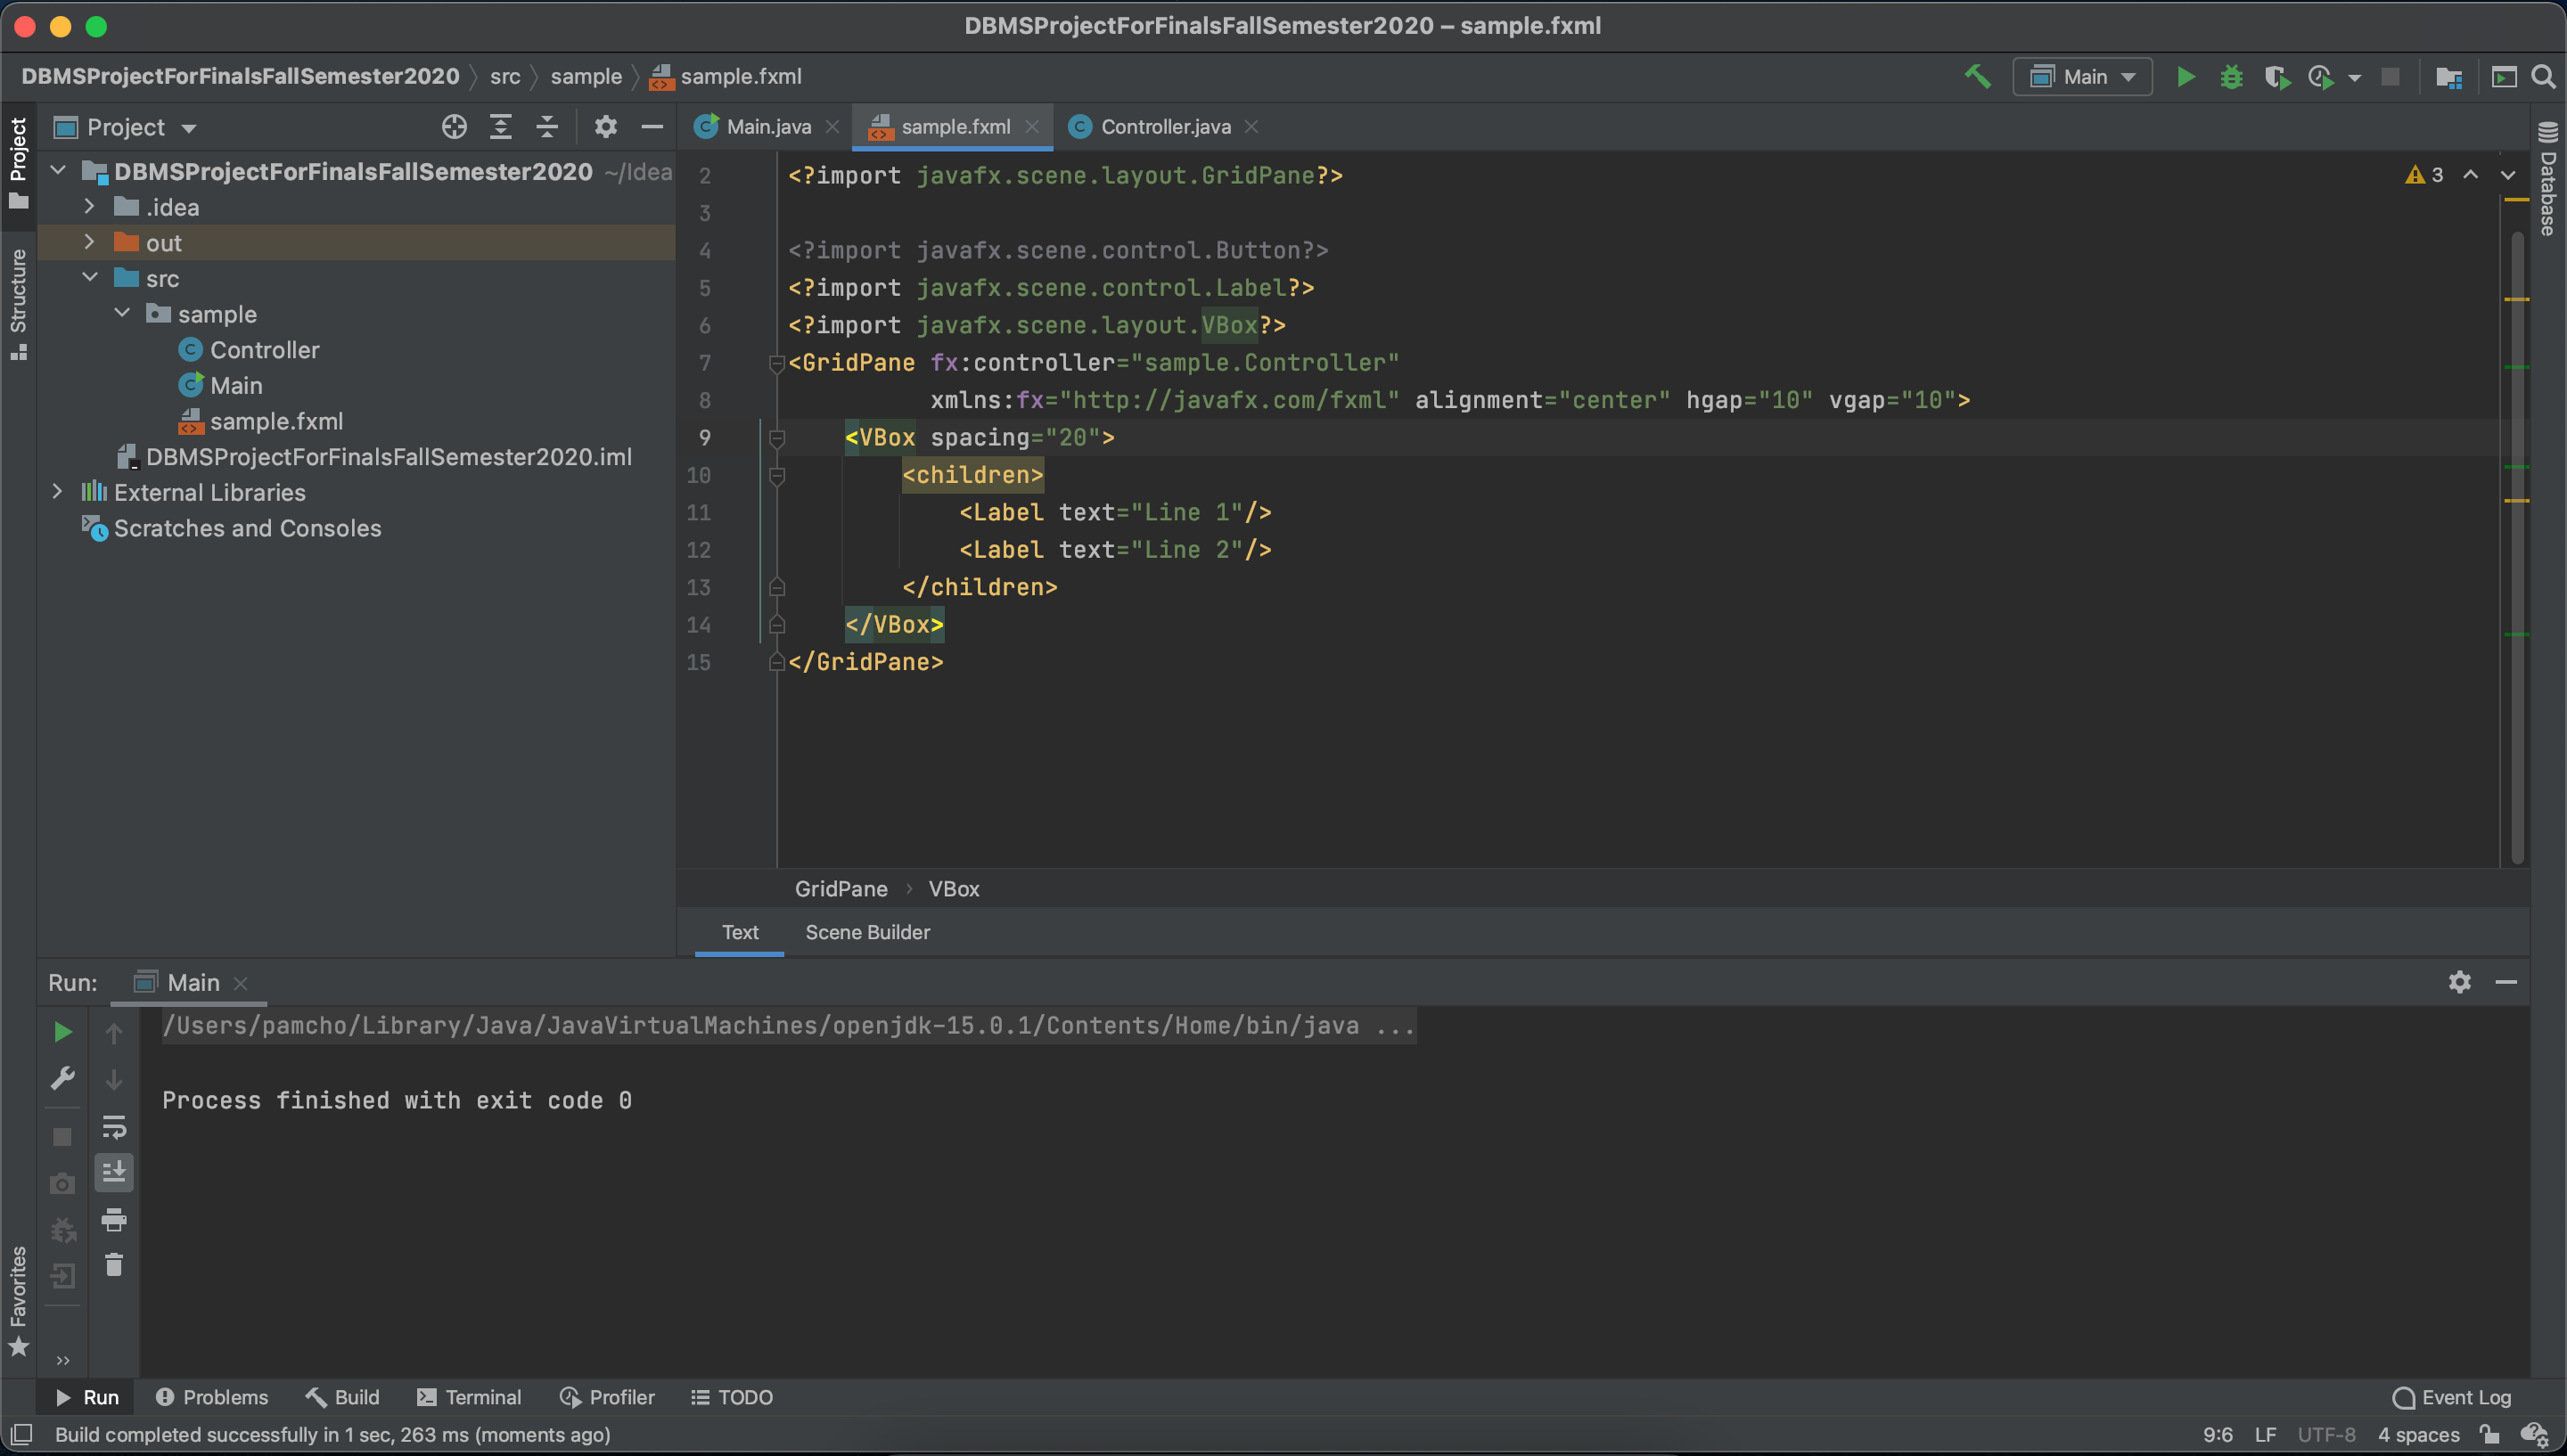 DBMSProjectForFinalsFallSemester2020 – sample.fxml
DBMSProjectForFinalsFallSemester2020 src sample sample.fxml
Main
Project
Main.java sample.fxml Controller.java
Project
Structure
Favorites
Database
DBMSProjectForFinalsFallSemester2020 ~/Idea
.idea
out
src
sample
Controller
Main
sample.fxml
DBMSProjectForFinalsFallSemester2020.iml
External Libraries
Scratches and Consoles
3
2 <?import javafx.scene.layout.GridPane?>
3
4 <?import javafx.scene.control.Button?>
5 <?import javafx.scene.control.Label?>
6 <?import javafx.scene.layout.VBox?>
7 <GridPane fx:controller="sample.Controller"
8 xmlns:fx="http://javafx.com/fxml" alignment="center" hgap="10" vgap="10">
9 <VBox spacing="20">
10 <children>
11 <Label text="Line 1"/>
12 <Label text="Line 2"/>
13 </children>
14 </VBox>
15 </GridPane>
GridPane › VBox
Text Scene Builder
Run: Main
/Users/pamcho/Library/Java/JavaVirtualMachines/openjdk-15.0.1/Contents/Home/bin/java ...
Process finished with exit code 0
Run Problems Build Terminal Profiler TODO Event Log
Build completed successfully in 1 sec, 263 ms (moments ago) 9:6 LF UTF-8 4 spaces